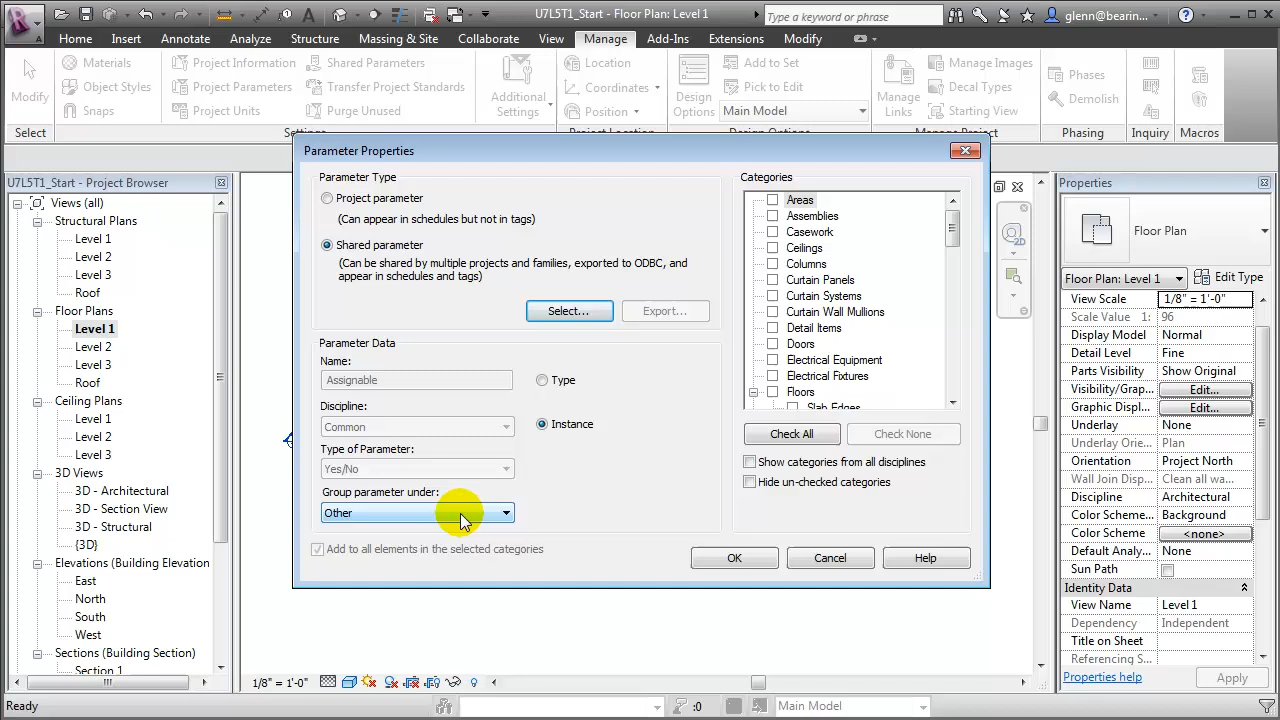 U7L5T1_Start - Floor Plan: Level 1
Type a keyword or phrase
glenn@bearin...
Home Insert Annotate Analyze Structure Massing & Site Collaborate View Manage Add-Ins Extensions Modify
Modify
Materials
Object Styles
Snaps
Project Information
Project Parameters
Project Units
Shared Parameters
Transfer Project Standards
Purge Unused
Additional
Settings
Location
Coordinates
Position
Design
Options
Add to Set
Pick to Edit
Main Model
Manage
Links
Manage Images
Decal Types
Starting View
Phases
Demolish
Select
Settings
Project Location
Design Options
Manage Project
Phasing
Inquiry
Macros
U7L5T1_Start - Project Browser
Views (all)
Structural Plans
Level 1
Level 2
Level 3
Roof
Floor Plans
Level 1
Level 2
Level 3
Roof
Ceiling Plans
Level 1
Level 2
Level 3
3D Views
3D - Architectural
3D - Section View
3D - Structural
{3D}
Elevations (Building Elevation
East
North
South
West
Sections (Building Section)
Section 1
Parameter Properties
Parameter Type
Project parameter
(Can appear in schedules but not in tags)
Shared parameter
(Can be shared by multiple projects and families, exported to ODBC, and
appear in schedules and tags)
Select...
Export...
Parameter Data
Name:
Assignable
Type
Discipline:
Common
Instance
Type of Parameter:
Yes/No
Group parameter under:
Other
Add to all elements in the selected categories
Categories
Areas
Assemblies
Casework
Ceilings
Columns
Curtain Panels
Curtain Systems
Curtain Wall Mullions
Detail Items
Doors
Electrical Equipment
Electrical Fixtures
Floors
Slab Edges
Check All
Check None
Show categories from all disciplines
Hide un-checked categories
OK
Cancel
Help
2D
Properties
Floor Plan
Floor Plan: Level 1
Edit Type
View Scale 1/8" = 1'-0"
Scale Value 1: 96
Display Model Normal
Detail Level Fine
Parts Visibility Show Original
Visibility/Grap... Edit...
Graphic Displ... Edit...
Underlay None
Underlay Orien... Plan
Orientation Project North
Wall Join Displ... Clean all wa...
Discipline Architectural
Color Scheme ... Background
Color Scheme <none>
Default Analy... None
Sun Path
Identity Data
View Name Level 1
Dependency Independent
Title on Sheet
Referencing S...
Properties help
Apply
1/8" = 1'-0"
Ready
:0
Main Model